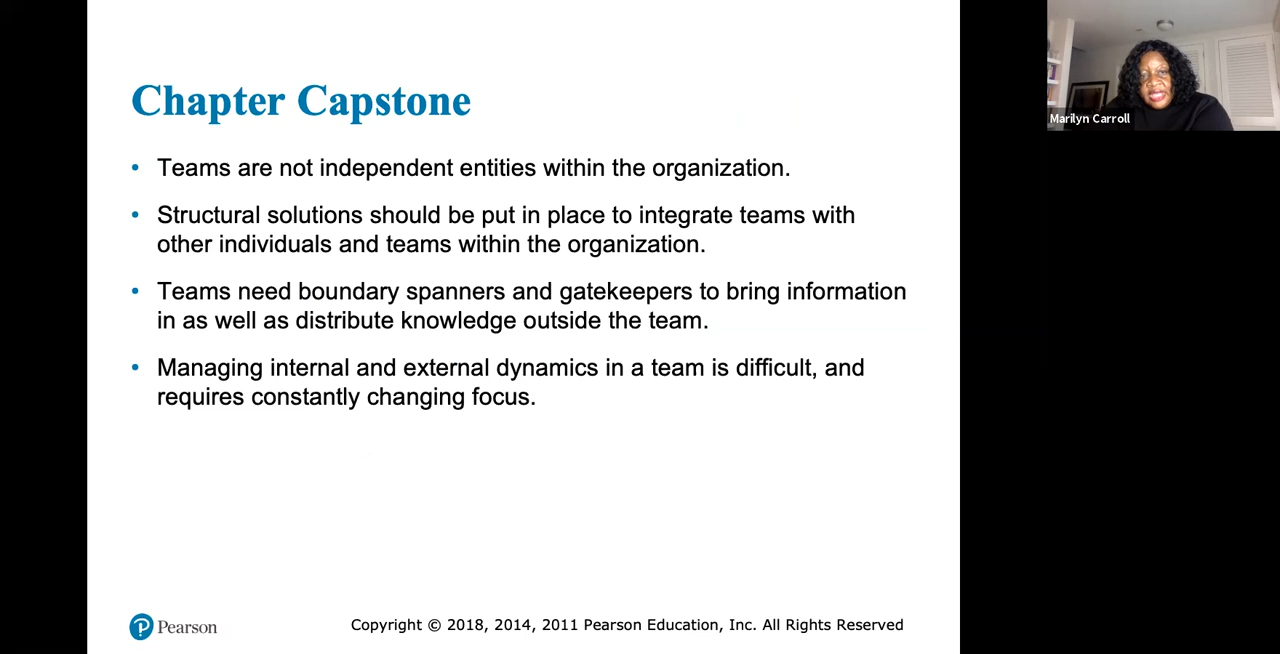 Chapter Capstone
• Teams are not independent entities within the organization.
• Structural solutions should be put in place to integrate teams with
other individuals and teams within the organization.
• Teams need boundary spanners and gatekeepers to bring information
in as well as distribute knowledge outside the team.
• Managing internal and external dynamics in a team is difficult, and
requires constantly changing focus.
Pearson
Copyright © 2018, 2014, 2011 Pearson Education, Inc. All Rights Reserved
Marilyn Carroll